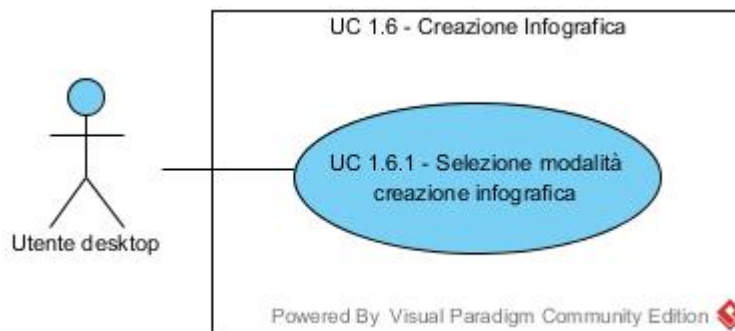 UC 1.6 - Creazione Infografica
UC 1.6.1 - Selezione modalità
creazione infografica
Utente desktop
Powered By Visual Paradigm Community Edition